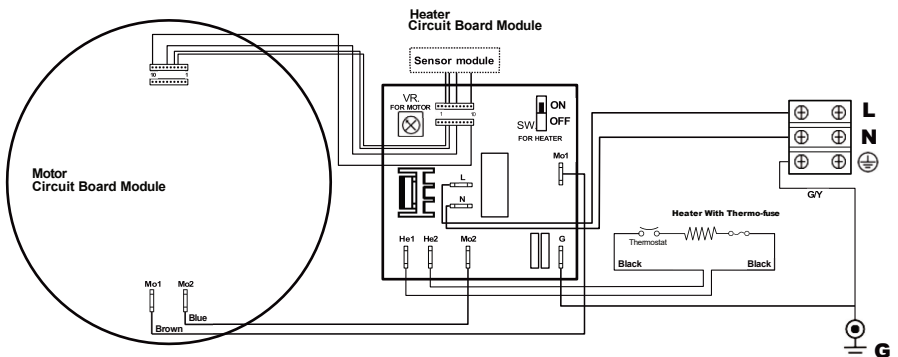 Heater
Circuit Board Module
Sensor module
10 1
VR.
FOR MOTOR
1 10
ON
SW OFF
FOR HEATER
L
N
Motor
Circuit Board Module
Mo1
L
N
G/Y
Heater With Thermo-fuse
Thermostat
He1 He2 Mo2 G
Black Black
Mo1 Mo2
Blue
Brown
G